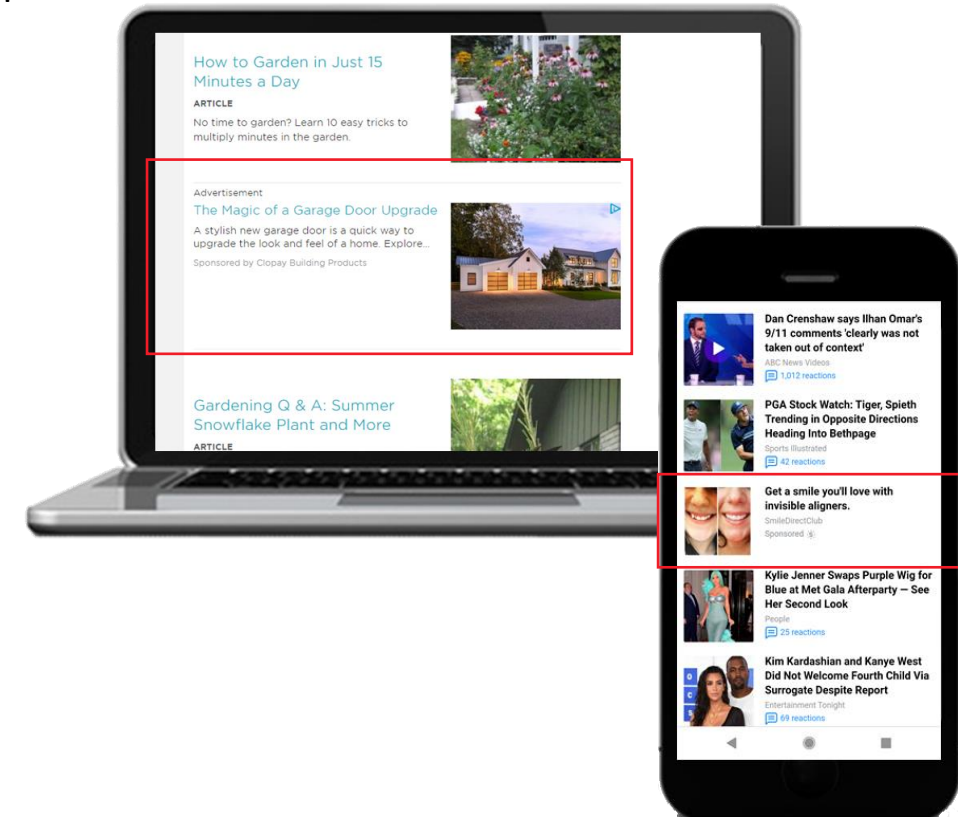 How to Garden in Just 15
Minutes a Day
ARTICLE
No time to garden? Learn 10 easy tricks to
multiply minutes in the garden.
Advertisement
The Magic of a Garage Door Upgrade
A stylish new garage door is a quick way to
upgrade the look and feel of a home. Explore...
Sponsored by Clopay Building Products
Gardening Q & A: Summer
Snowflake Plant and More
ARTICLE
Dan Crenshaw says Ilhan Omar's
9/11 comments 'clearly was not
taken out of context'
ABC News Videos
1,012 reactions
PGA Stock Watch: Tiger, Spieth
Trending in Opposite Directions
Heading Into Bethpage
Sports Illustrated
42 reactions
Get a smile you'll love with
invisible aligners.
SmileDirectClub
Sponsored
Kylie Jenner Swaps Purple Wig for
Blue at Met Gala Afterparty — See
Her Second Look
People
25 reactions
Kim Kardashian and Kanye West
Did Not Welcome Fourth Child Via
Surrogate Despite Report
Entertainment Tonight
69 reactions